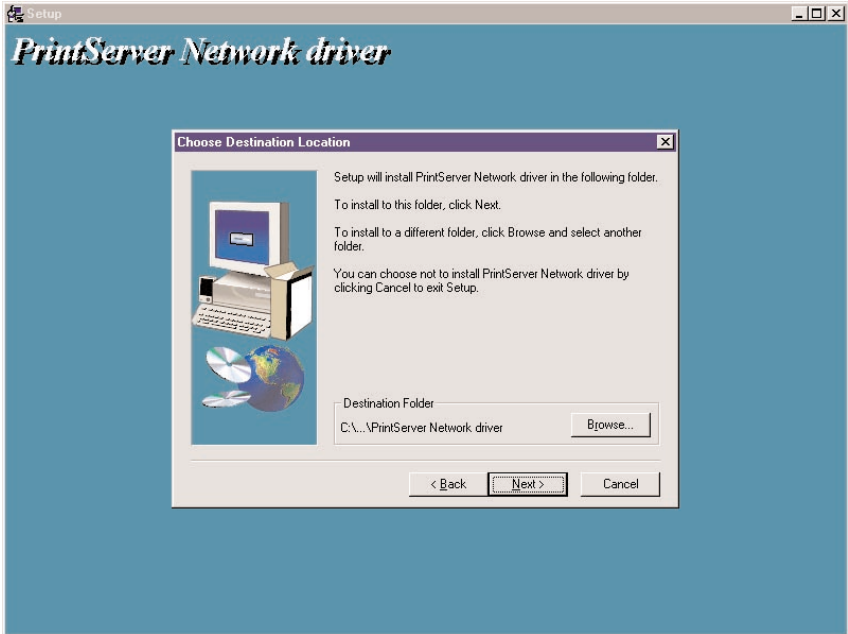 Setup
PrintServer Network driver
Choose Destination Location
Setup will install PrintServer Network driver in the following folder.
To install to this folder, click Next.
To install to a different folder, click Browse and select another
folder.
You can choose not to install PrintServer Network driver by
clicking Cancel to exit Setup.
Destination Folder
C:\...\PrintServer Network driver
Browse...
< Back
Next >
Cancel